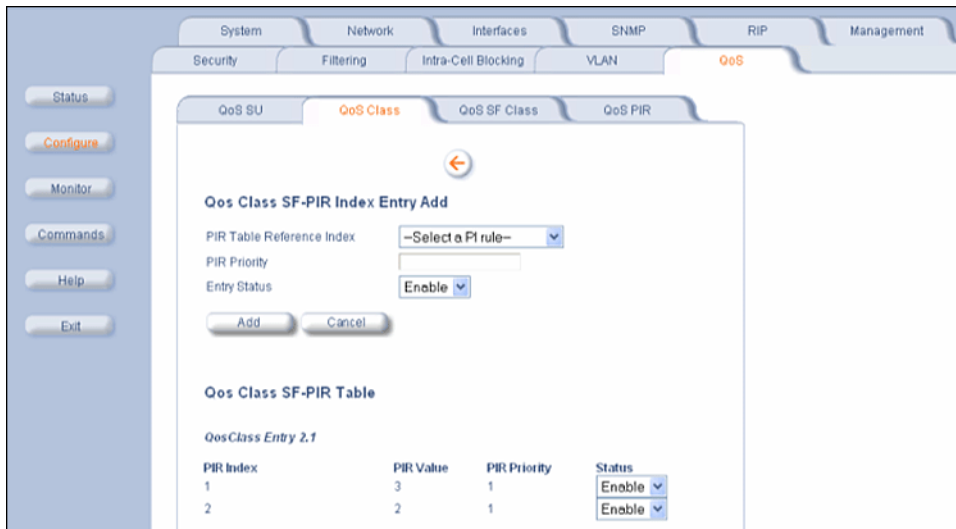 System Network Interfaces SNMP RIP Management
Security Filtering Intra-Cell Blocking VLAN QoS
Status
QoS SU QoS Class QoS SF Class QoS PIR
Configure
Monitor
Qos Class SF-PIR Index Entry Add
Commands
PIR Table Reference Index --Select a PI rule--
PIR Priority
Help
Entry Status Enable
Exit
Add Cancel
Qos Class SF-PIR Table
QosClass Entry 2.1
PIR Index PIR Value PIR Priority Status
1 3 1 Enable
2 2 1 Enable